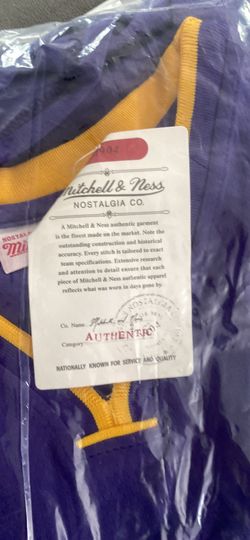 Mitchell & Ness
NOSTALGIA CO.
A Mitchell & Ness authentic garment
is the finest made on the market. Note the
outstanding construction and historical
accuracy. Every stitch is tailored to exact
team specifications. Extensive research
and attention to detail ensure that each
piece of Mitchell & Ness authentic apparel
reflects what was worn in days gone by.
Co. Name
Category
AUTHENTIC
NATIONALLY KNOWN FOR SERVICE AND QUALITY
NOSTALGIA